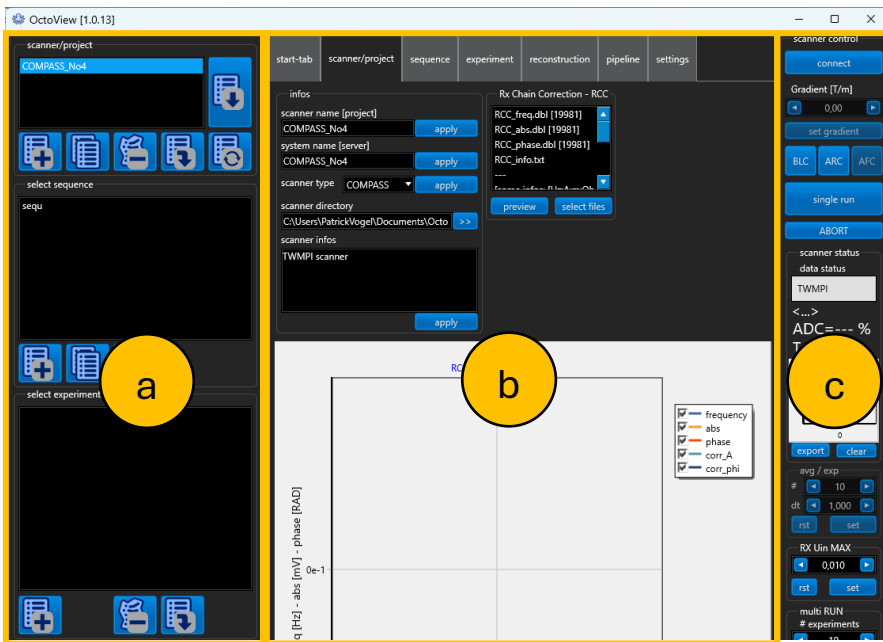 OctoView [1.0.13]
scanner/project
COMPASS_No4
select sequence
sequ
select experiment
a
start-tab
scanner/project
sequence
experiment
reconstruction
pipeline
settings
infos
scanner name [project]
COMPASS_No4
apply
system name [server]
COMPASS_No4
apply
scanner type
COMPASS
apply
scanner directory
C:\Users\PatrickVogel\Documents\Octo
>>
scanner infos
TWMPI scanner
apply
Rx Chain Correction - RCC
RCC_freq.dbl [19981]
RCC_abs.dbl [19981]
RCC_phase.dbl [19981]
RCC_info.txt
---
preview
select files
b
frequency
abs
phase
corr_A
corr_phi
q [Hz] - abs [mV] - phase [RAD]
0e-1
scanner control
connect
Gradient [T/m]
0,00
set gradient
BLC
ARC
AFC
single run
ABORT
scanner status
data status
TWMPI
<...>
ADC=--- %
c
0
export
clear
avg / exp
#
10
dt
1,000
rst
set
RX Uin MAX
0,010
rst
set
multi RUN
# experiments
10